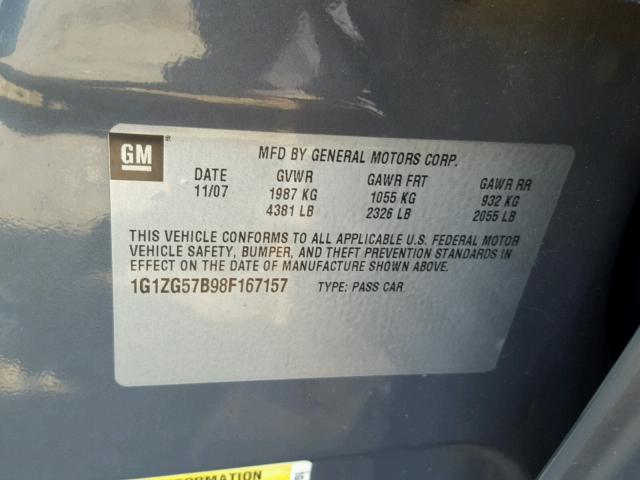 GM
MFD BY GENERAL MOTORS CORP.
DATE GVWR GAWR FRT GAWR RR
11/07 1987 KG 1055 KG 932 KG
4381 LB 2326 LB 2055 LB
THIS VEHICLE CONFORMS TO ALL APPLICABLE U.S. FEDERAL MOTOR
VEHICLE SAFETY, BUMPER, AND THEFT PREVENTION STANDARDS IN
EFFECT ON THE DATE OF MANUFACTURE SHOWN ABOVE.
1G1ZG57B98F167157 TYPE: PASS CAR